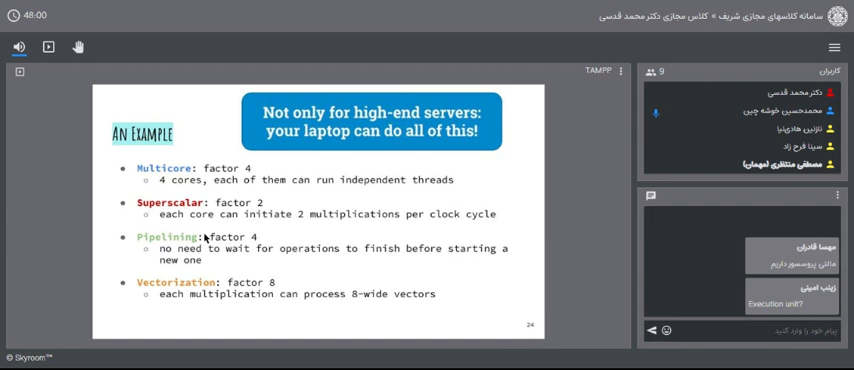 48:00
سامانه کلاسهای مجازی شریف » کلاس مجازی دکتر محمد قدسی
TAMPP
Not only for high-end servers:
your laptop can do all of this!
AN EXAMPLE
● Multicore: factor 4
○ 4 cores, each of them can run independent threads
● Superscalar: factor 2
○ each core can initiate 2 multiplications per clock cycle
● Pipelining: factor 4
○ no need to wait for operations to finish before starting a
new one
● Vectorization: factor 8
○ each multiplication can process 8-wide vectors
24
کاربران
9
دکتر محمد قدسی
محمدحسین خوشه چین
نازنین هادی‌نیا
سینا فرح زاد
مصطفی منتظری (مهمان)
مهسا قادران
مالتی پروسسور داریم
زینب امینی
Execution unit?
پیام خود را وارد کنید
© Skyroom™